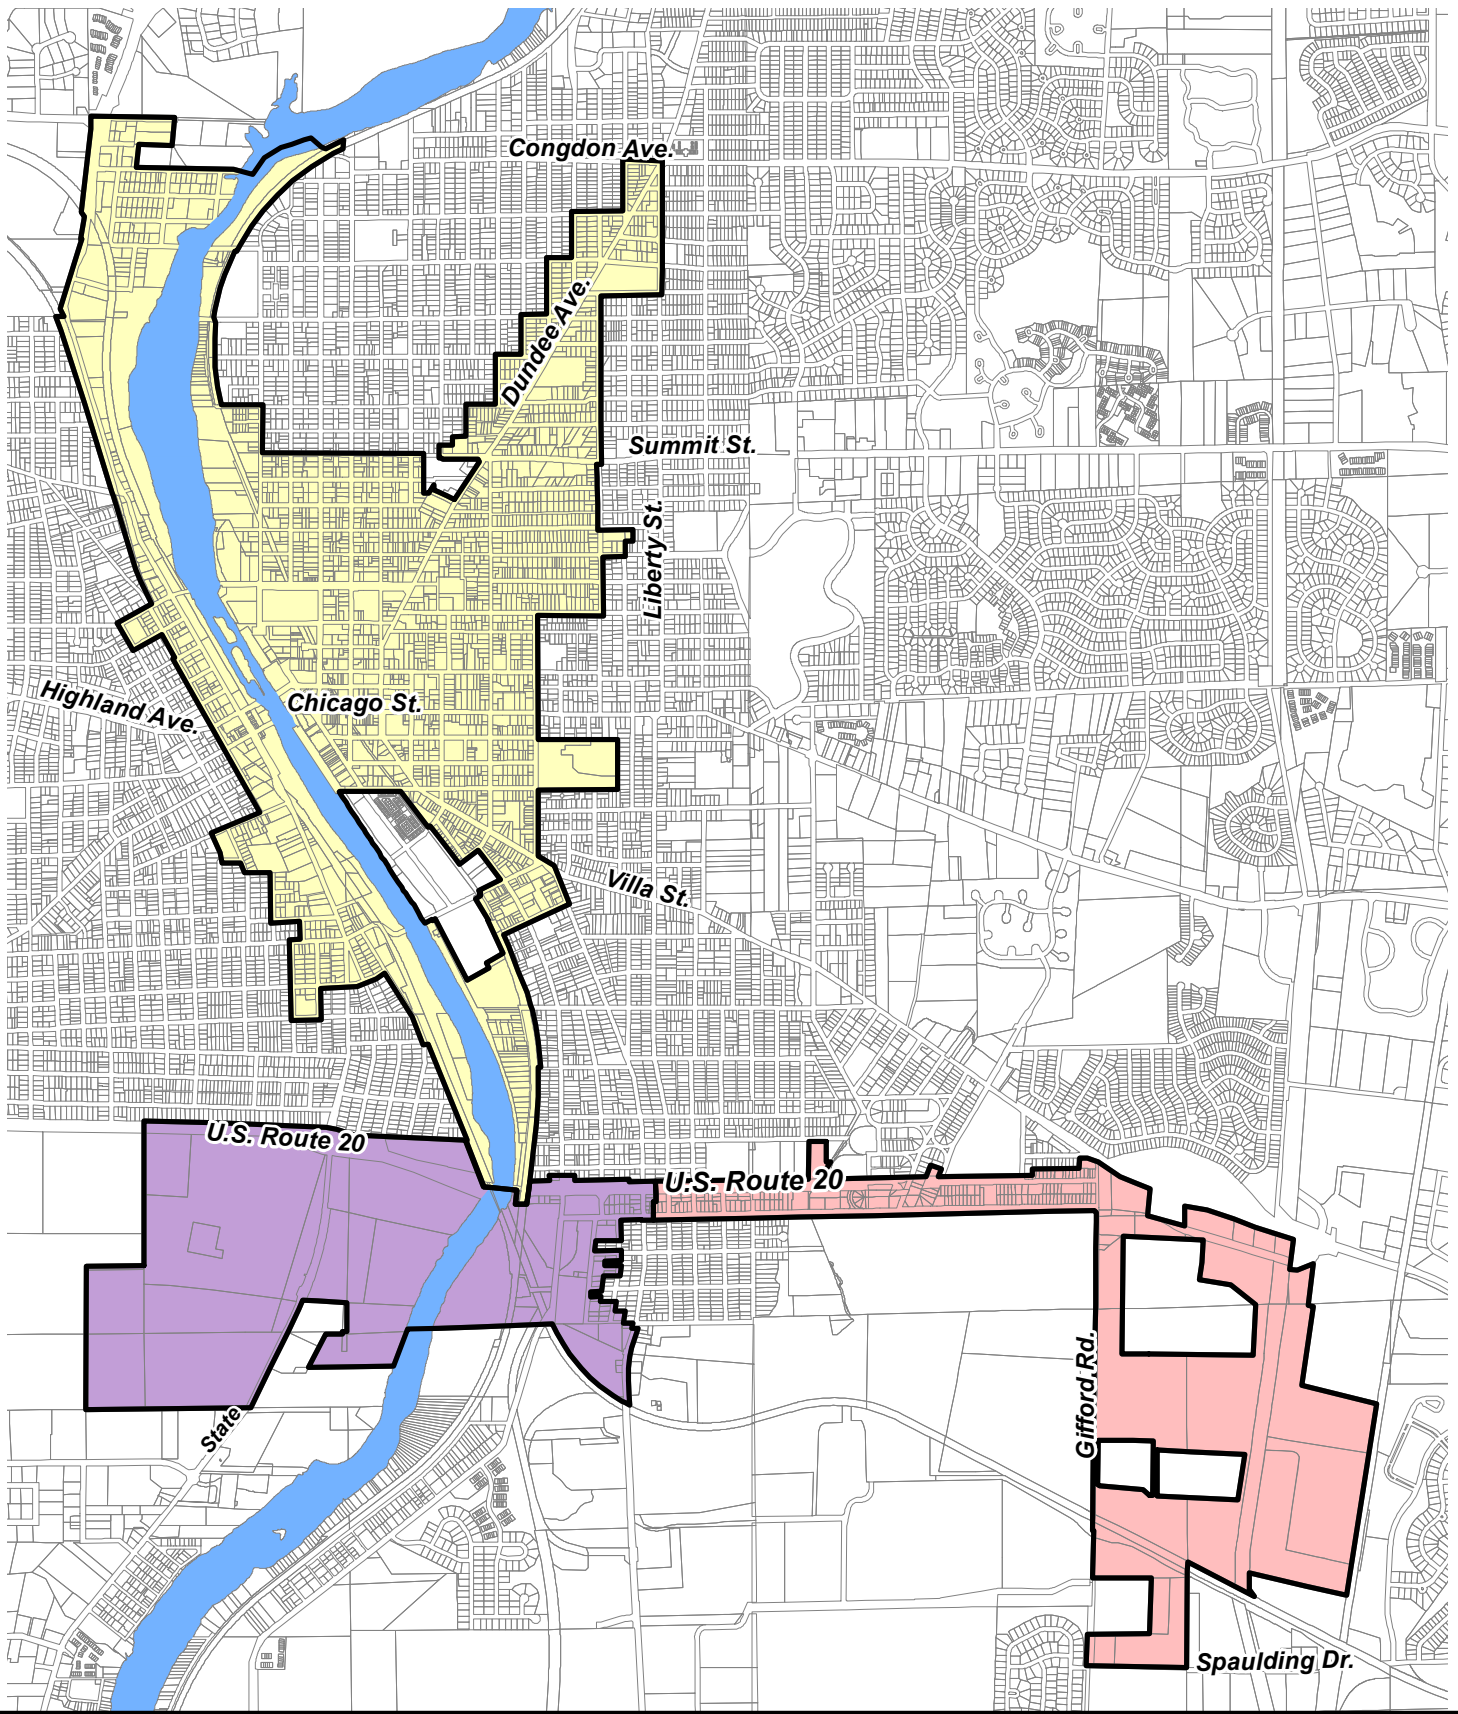 Congdon Ave.
Dundee Ave.
Summit St.
Liberty St.
Highland Ave.
Chicago St.
Villa St.
U.S. Route 20
U.S. Route 20
Gifford Rd.
State
Spaulding Dr.